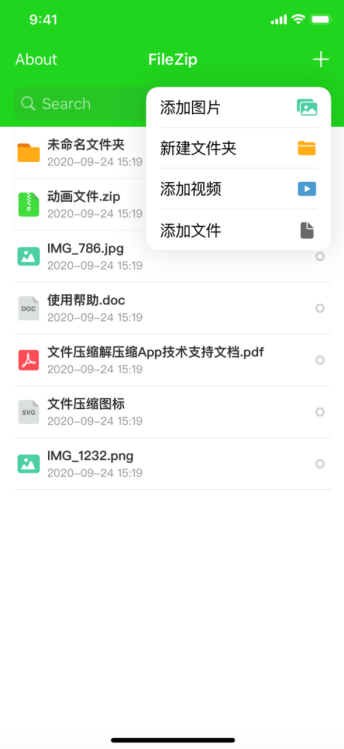 9:41
About
FileZip
Search
添加图片
新建文件夹
添加视频
添加文件
未命名文件夹
2020-09-24 15:19
动画文件.zip
2020-09-24 15:19
IMG_786.jpg
2020-09-24 15:19
DOC
使用帮助.doc
2020-09-24 15:19
文件压缩解压缩App技术支持文档.pdf
2020-09-24 15:19
SVG
文件压缩图标
2020-09-24 15:19
IMG_1232.png
2020-09-24 15:19